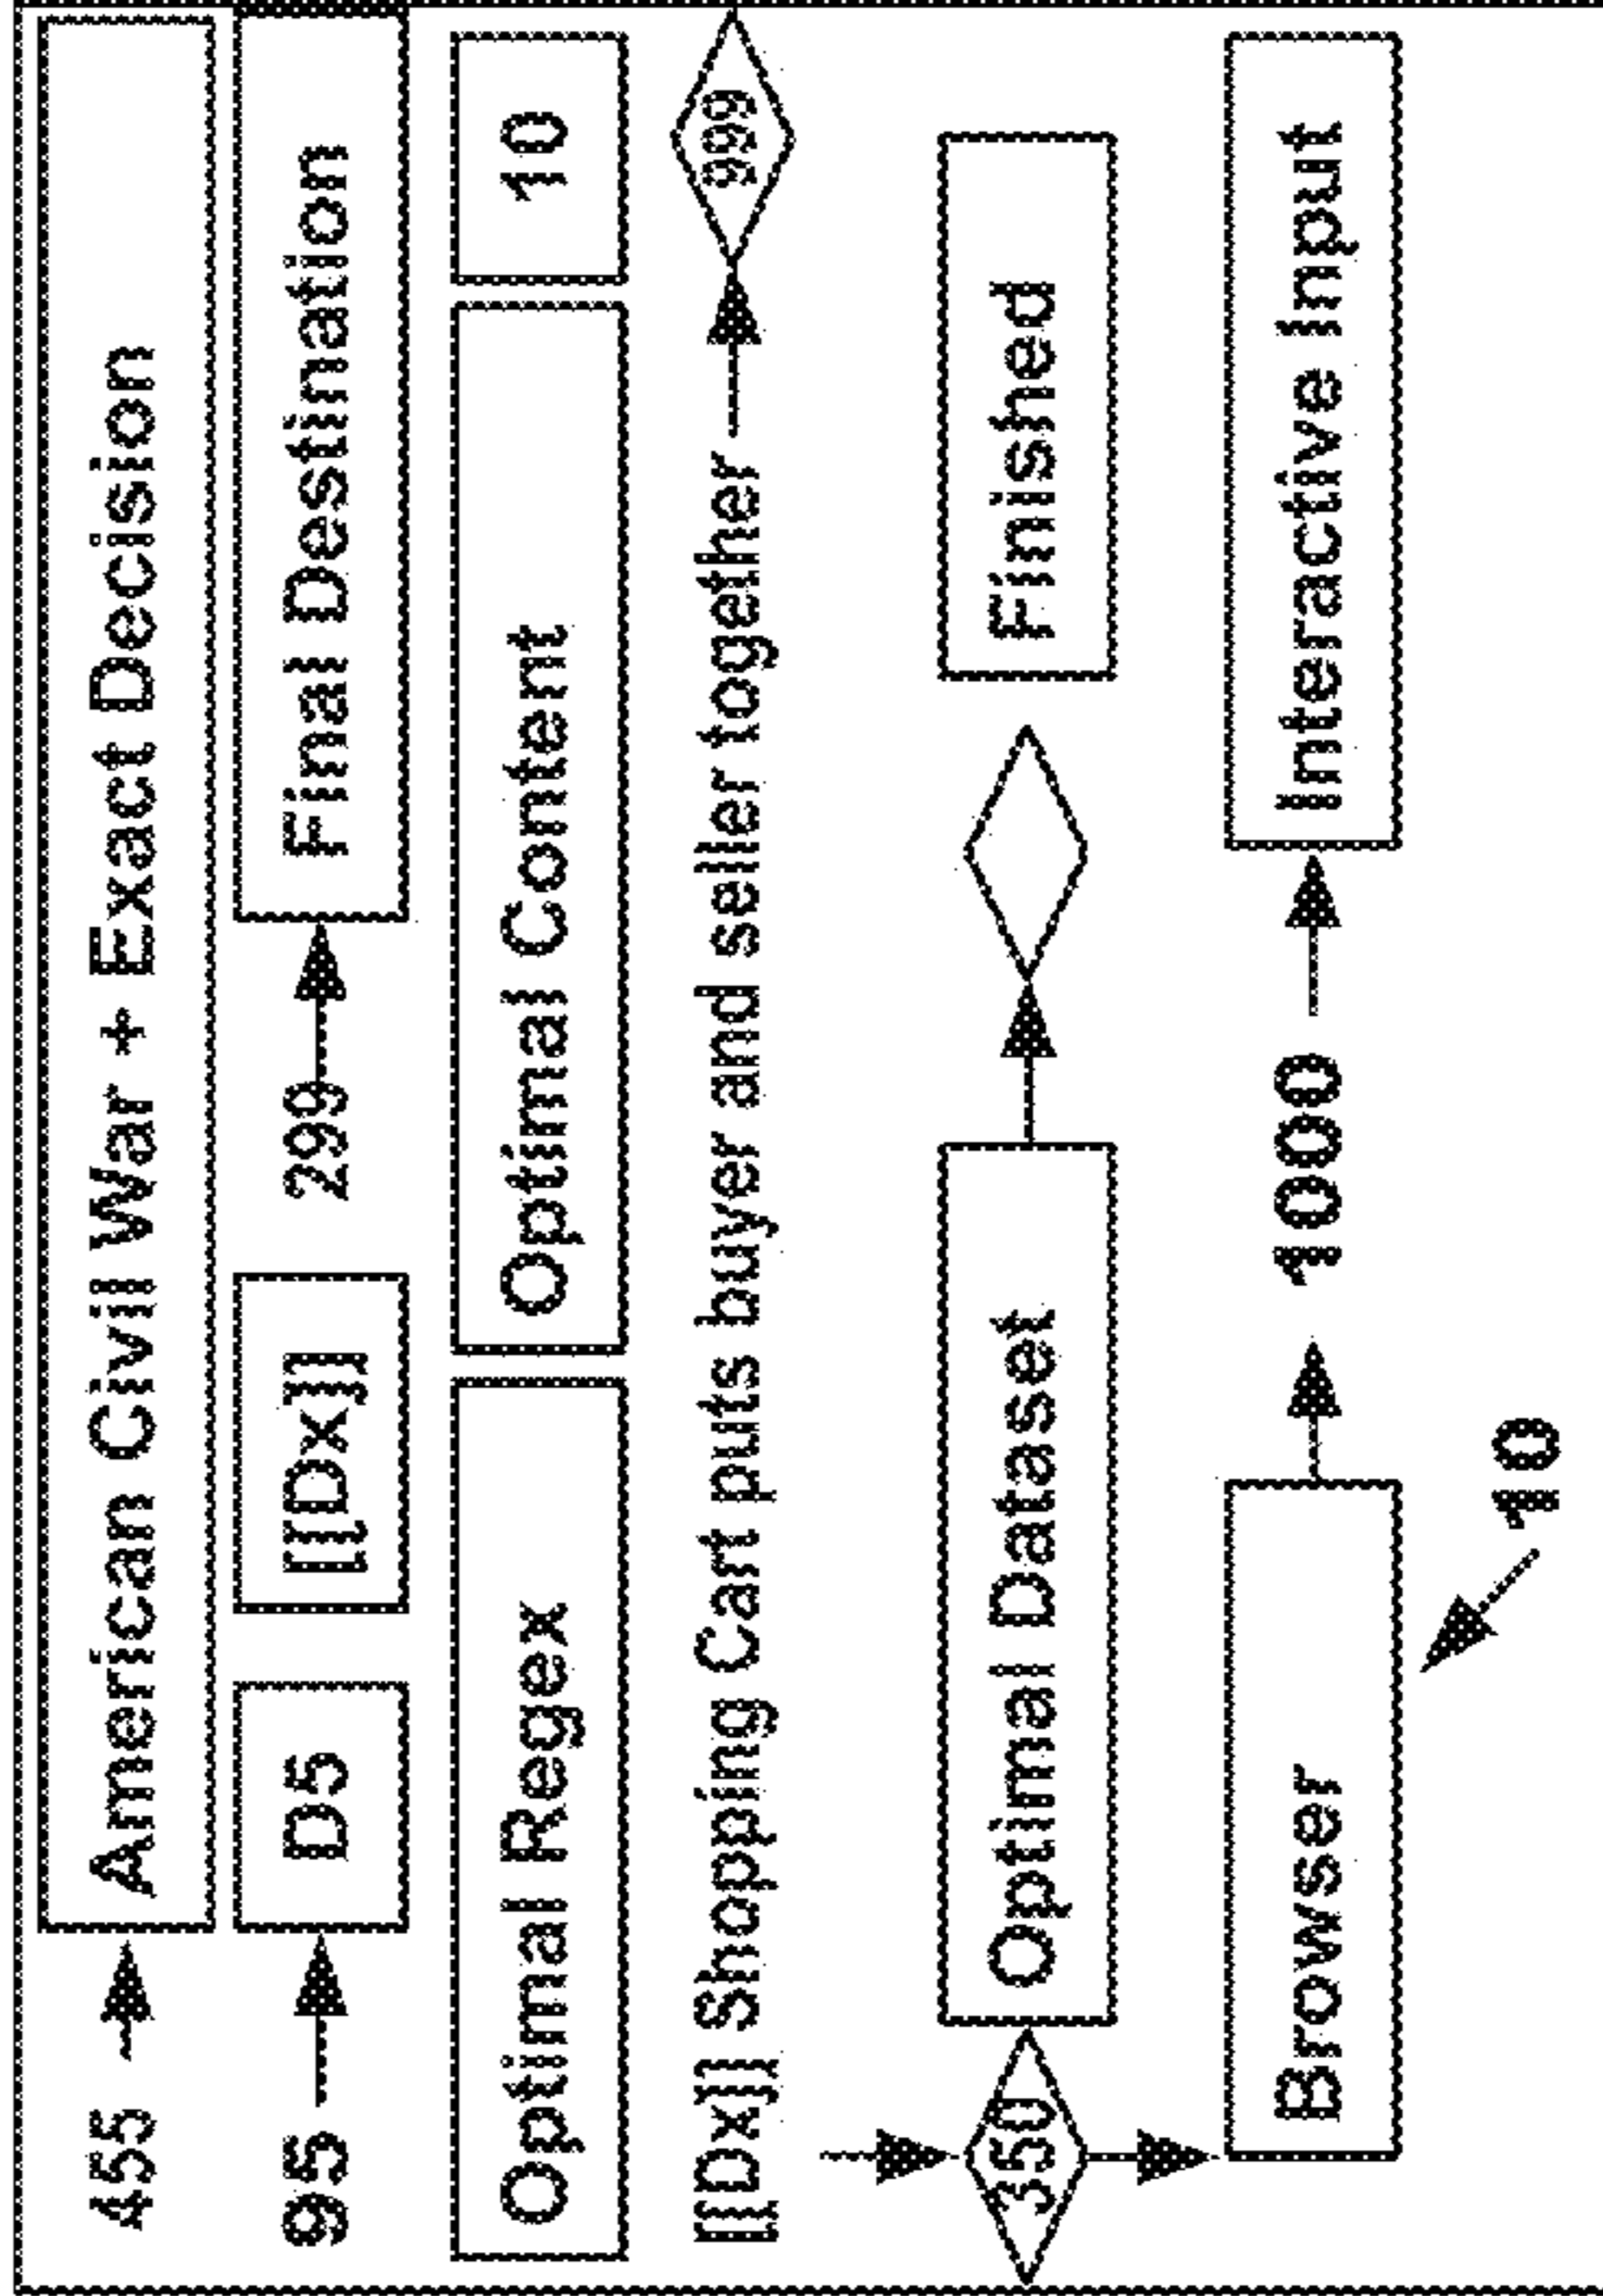 455 American Civil War + Exact Decision
95 D5 [[Dx]] 299 Final Destination
Optimal Regex Optimal Content 10
[[Dx]] Shopping Cart puts buyer and seller together 999
350 Optimal Dataset Finished
Browser 1000 Interactive Input
10